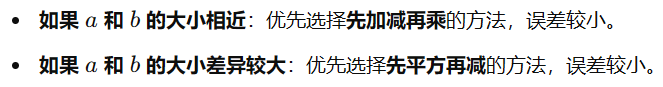 • 如果 a 和 b 的大小相近：优先选择先加减再乘的方法，误差较小。
• 如果 a 和 b 的大小差异较大：优先选择先平方再减的方法，误差较小。